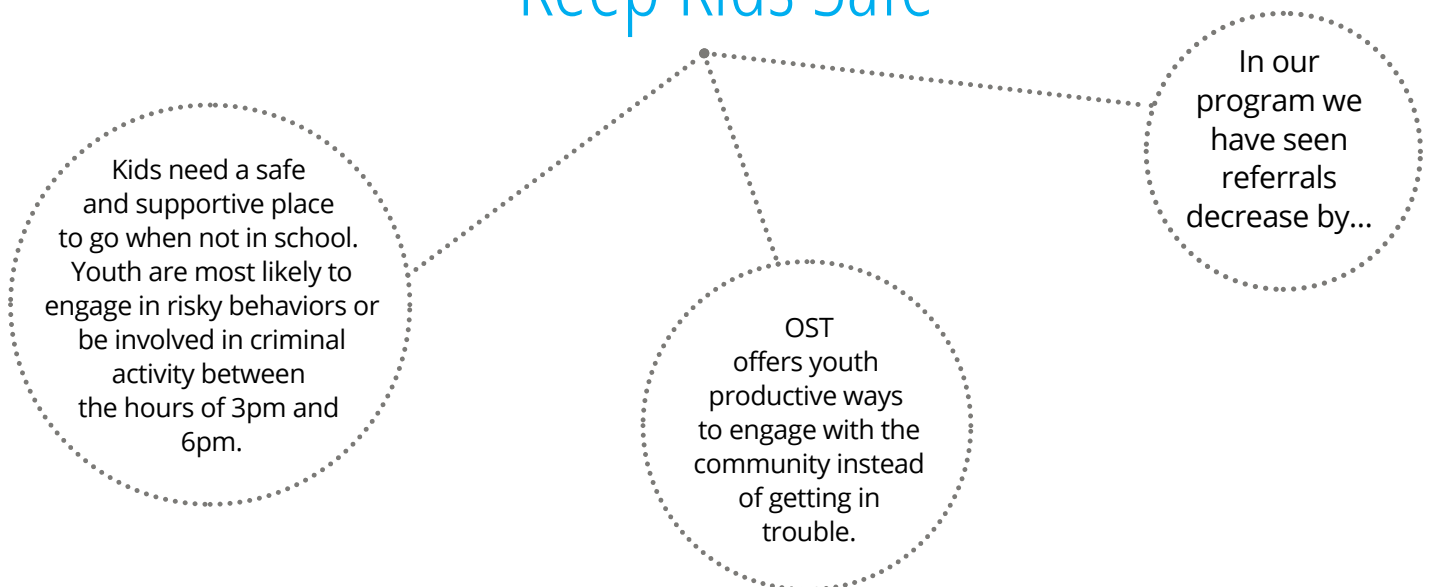 Keep Kids Safe
Kids need a safe
and supportive place
to go when not in school.
Youth are most likely to
engage in risky behaviors or
be involved in criminal
activity between
the hours of 3pm and
6pm.
OST
offers youth
productive ways
to engage with the
community instead
of getting in
trouble.
In our
program we
have seen
referrals
decrease by...